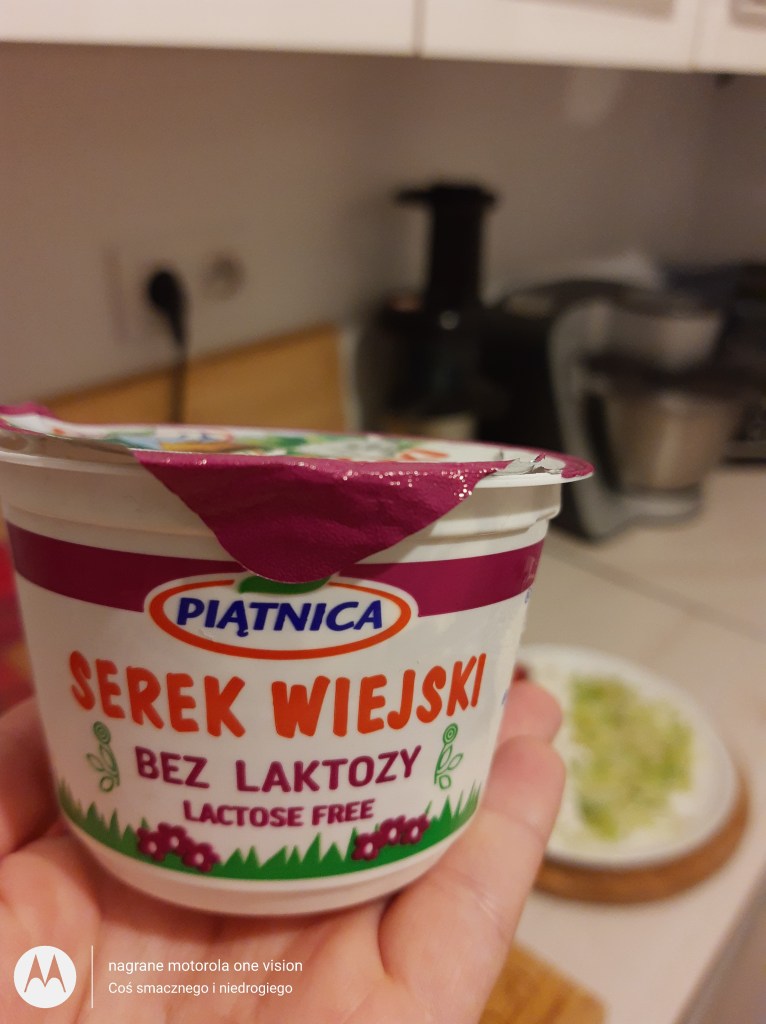 PIĄTNICA
SEREK WIEJSKI
BEZ LAKTOZY
LACTOSE FREE
nagrane motorola one vision
Coś smacznego i niedrogiego